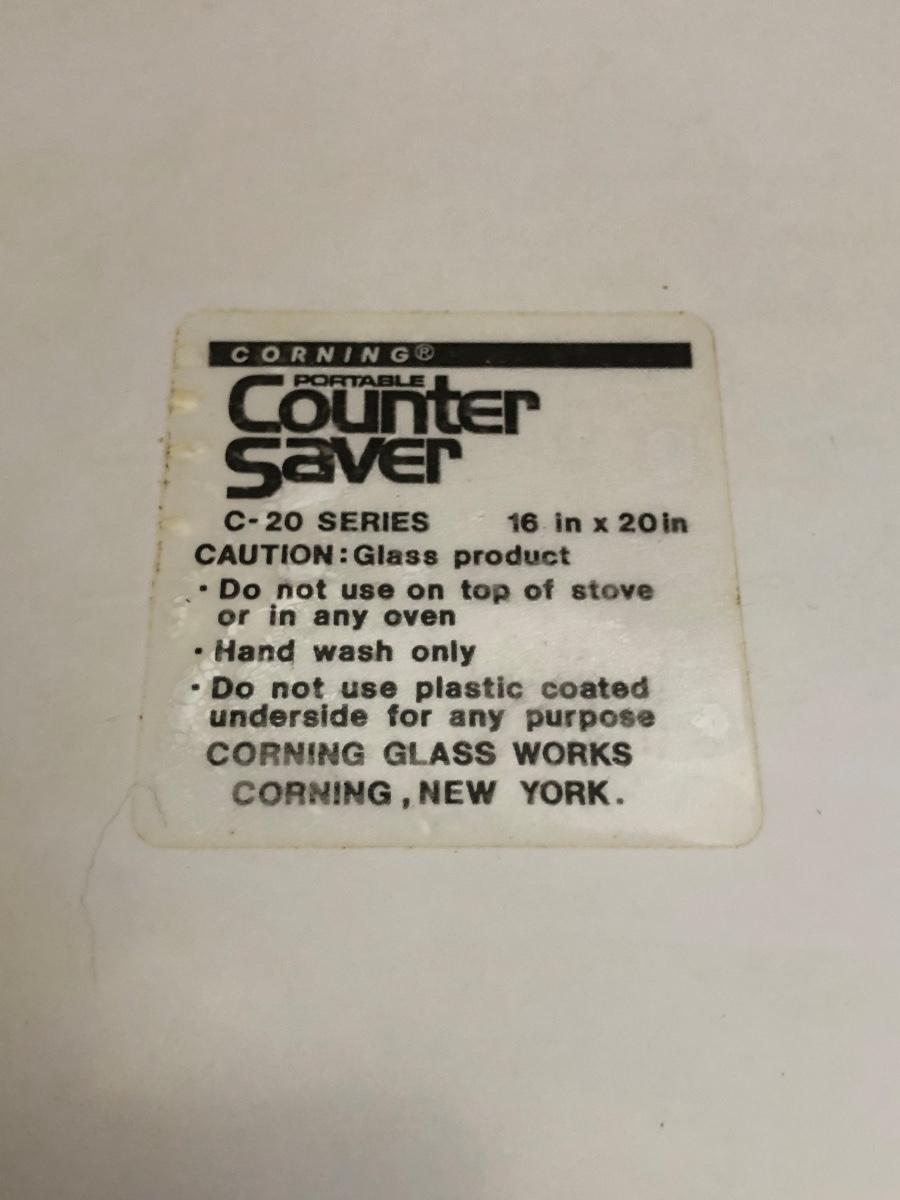 CORNING®
PORTABLE
Counter
Saver
C-20 SERIES 16 in x 20in
CAUTION: Glass product
· Do not use on top of stove
or in any oven
· Hand wash only
· Do not use plastic coated
underside for any purpose
CORNING GLASS WORKS
CORNING, NEW YORK.